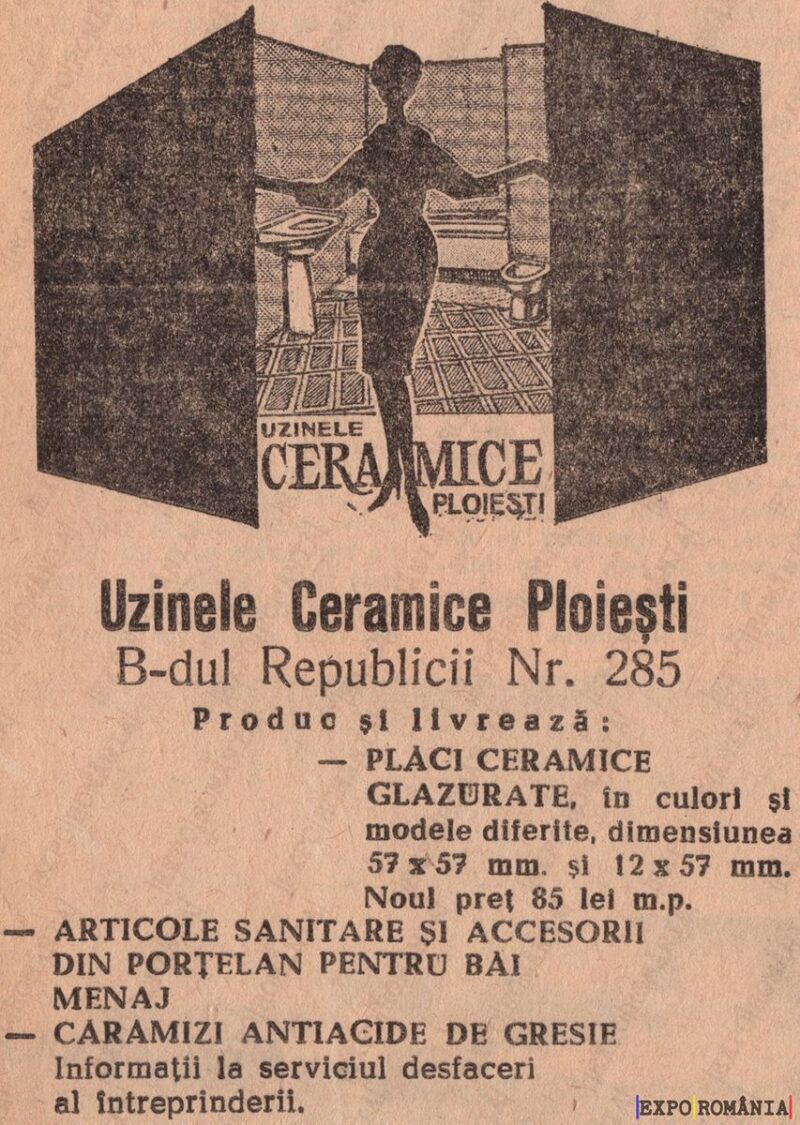 UZINELE
CERAMICE
PLOIEȘTI
Uzinele Ceramice Ploiești
B-dul Republicii Nr. 285
Produc și livrează:
— PLĂCI CERAMICE
GLAZURATE, în culori și
modele diferite, dimensiunea
57 x 57 mm. și 12 x 57 mm.
Noul preț 85 lei m.p.
— ARTICOLE SANITARE ȘI ACCESORII
DIN PORȚELAN PENTRU BĂI
MENAJ
— CARAMIZI ANTIACIDE DE GRESIE
Informații la serviciul desfaceri
al întreprinderii.
EXPO ROMÂNIA